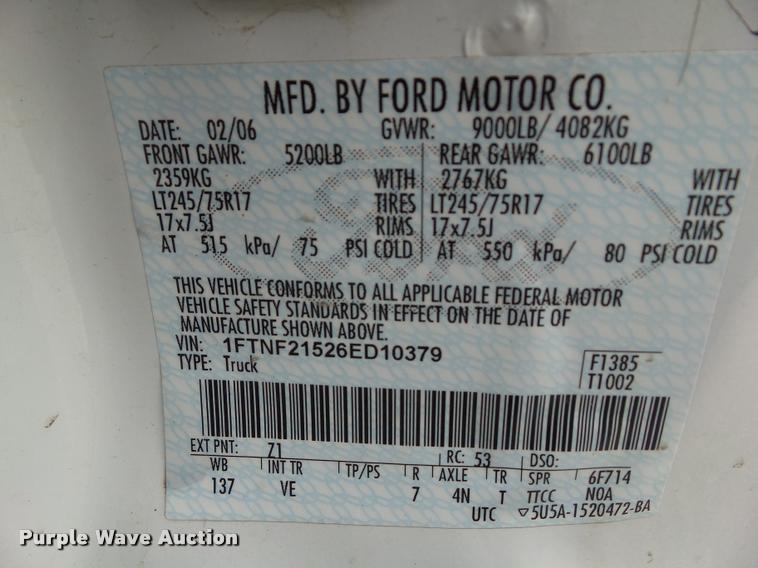 MFD. BY FORD MOTOR CO.
DATE: 02/06 GVWR: 9000LB/ 4082KG
FRONT GAWR: 5200LB REAR GAWR: 6100LB
2359KG WITH 2767KG WITH
LT245/75R17 TIRES LT245/75R17 TIRES
17x7.5J RIMS 17x7.5J RIMS
AT 515 kPa/ 75 PSI COLD AT 550 kPa/ 80 PSI COLD
Ford
THIS VEHICLE CONFORMS TO ALL APPLICABLE FEDERAL MOTOR
VEHICLE SAFETY STANDARDS IN EFFECT ON THE DATE OF
MANUFACTURE SHOWN ABOVE.
VIN: 1FTNF21526ED10379
TYPE: Truck
F1385
T1002
EXT PNT: Z1 RC: 53 DSO:
WB INT TR TP/PS R AXLE TR SPR 6F714
137 VE 7 4N T TTCC NOA
UTC ▽5U5A-1520472-BA
Purple Wave Auction